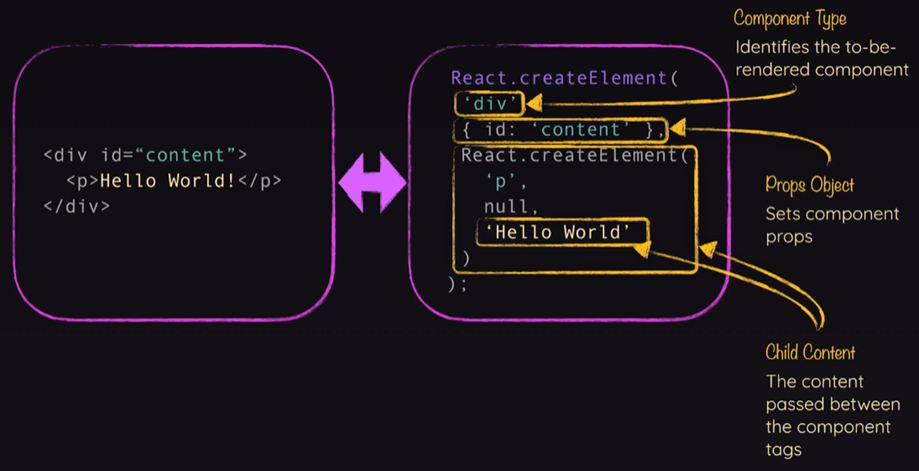 <div id=“content”>
<p>Hello World!</p>
</div>
React.createElement(
‘div’
{ id: ‘content’ },
React.createElement(
‘p’,
null,
‘Hello World’
)
);
Component Type
Identifies the to-be-
rendered component
Props Object
Sets component
props
Child Content
The content
passed between
the component
tags